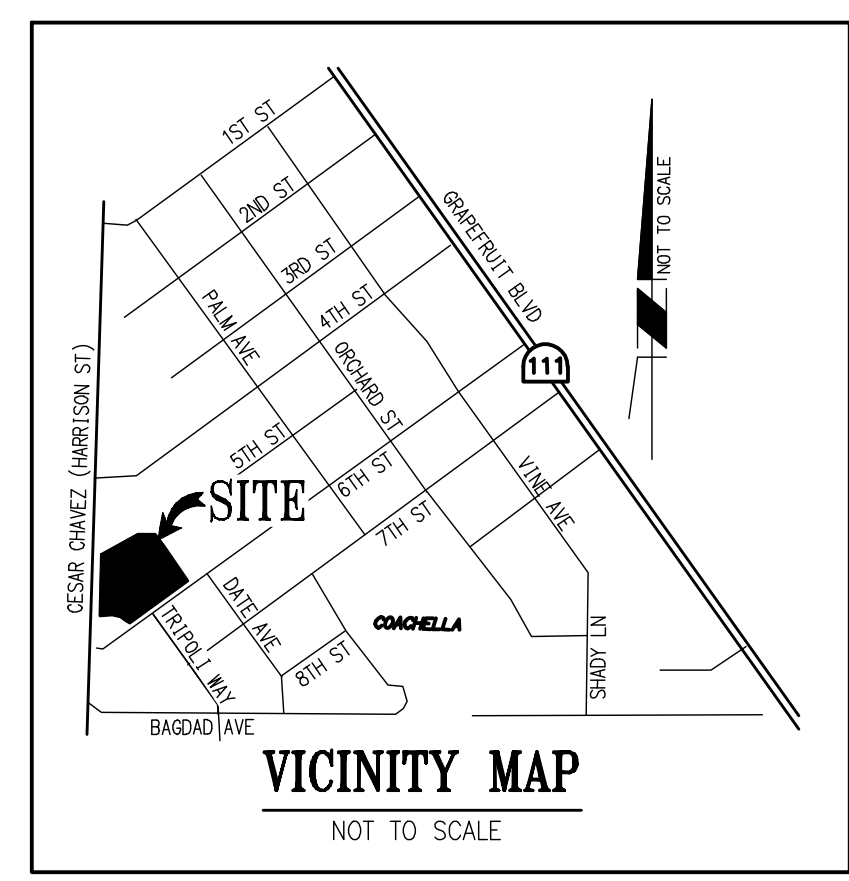 1ST ST
2ND ST
3RD ST
4TH ST
GRAPEFRUIT BLVD
NOT TO SCALE
PALM AVE
ORCHARD ST
111
CESAR CHAVEZ (HARRISON ST)
5TH ST
6TH ST
7TH ST
VINE AVE
SITE
TRIPOLI WAY
DATE AVE
8TH ST
COACHELLA
SHADY LN
BAGDAD AVE
VICINITY MAP
NOT TO SCALE